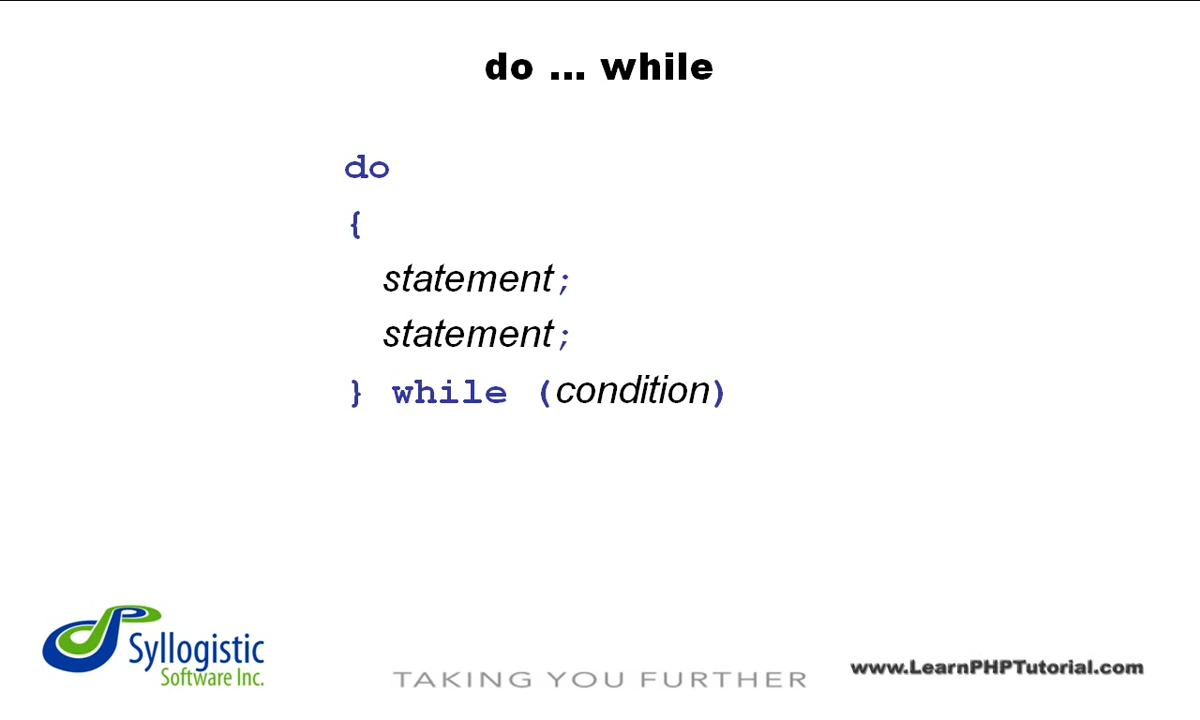 do ... while
do
{
statement;
statement;
} while (condition)
Syllogistic
Software Inc.
TAKING YOU FURTHER
www.LearnPHPTutorial.com